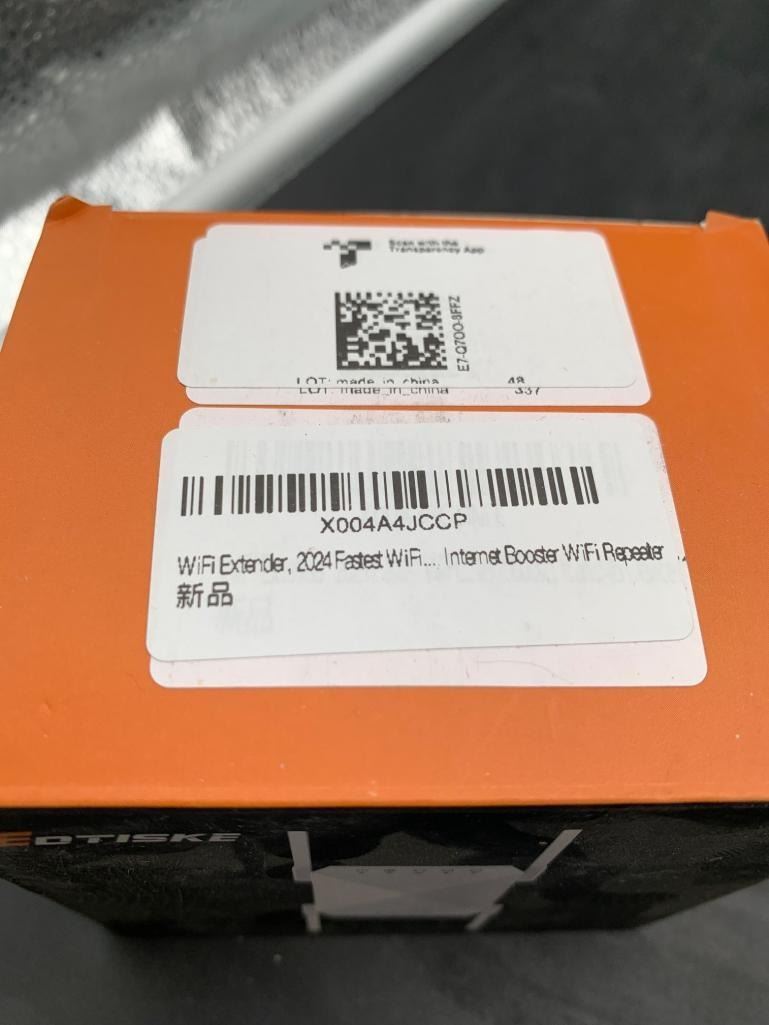 Scan with the
Transparency App
E7-Q7OO-8FFZ
LOT: made_in_china 48
LOT: made_in_china 337
X004A4JCCP
WiFi Extender, 2024 Fastest WiFi.... Internet Booster WiFi Repeater
新品
EDTISKE